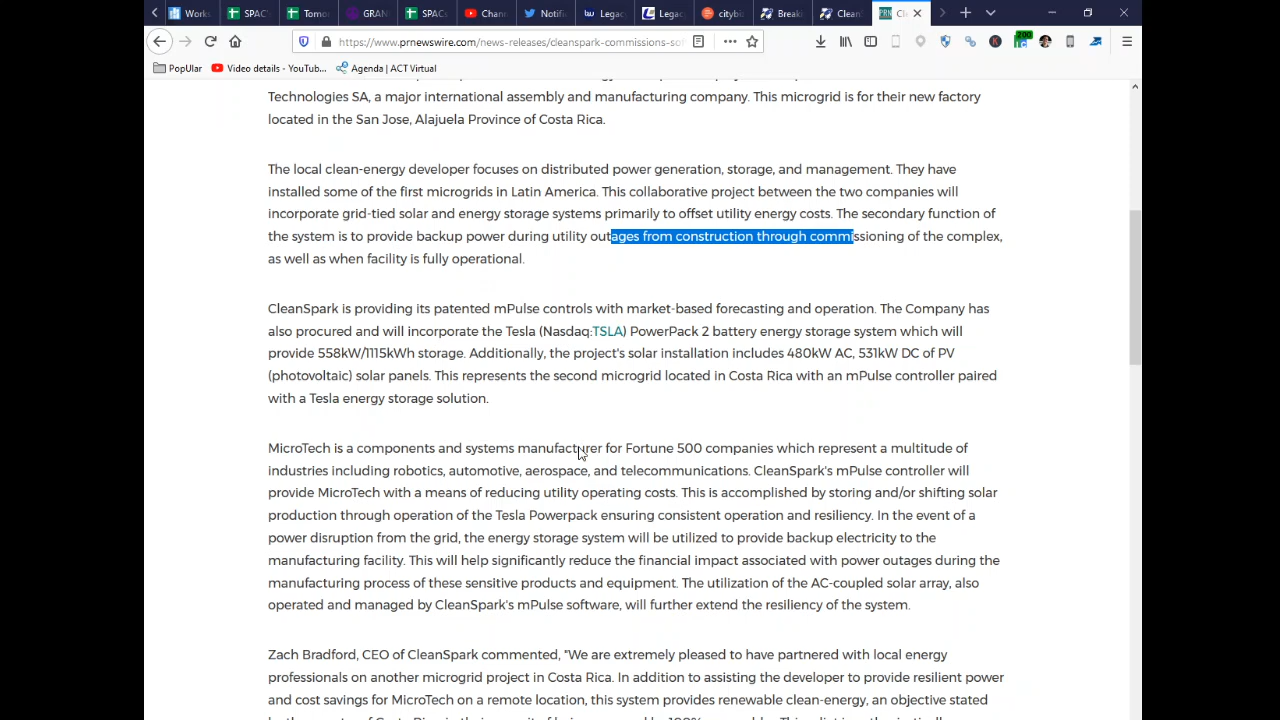 Work
SPAC'
Tomo
GRAN
SPACs
Chan
Notifi
Legac
Legac
citybiz
Break
Clean
Cl
https://www.prnewswire.com/news-releases/cleanspark-commissions-sof
200
PopUlar
Video details - YouTub...
Agenda | ACT Virtual
Technologies SA, a major international assembly and manufacturing company. This microgrid is for their new factory
located in the San Jose, Alajuela Province of Costa Rica.
The local clean-energy developer focuses on distributed power generation, storage, and management. They have
installed some of the first microgrids in Latin America. This collaborative project between the two companies will
incorporate grid-tied solar and energy storage systems primarily to offset utility energy costs. The secondary function of
the system is to provide backup power during utility outages from construction through commissioning of the complex,
as well as when facility is fully operational.
CleanSpark is providing its patented mPulse controls with market-based forecasting and operation. The Company has
also procured and will incorporate the Tesla (Nasdaq:TSLA) PowerPack 2 battery energy storage system which will
provide 558kW/1115kWh storage. Additionally, the project's solar installation includes 480kW AC, 531kW DC of PV
(photovoltaic) solar panels. This represents the second microgrid located in Costa Rica with an mPulse controller paired
with a Tesla energy storage solution.
MicroTech is a components and systems manufacturer for Fortune 500 companies which represent a multitude of
industries including robotics, automotive, aerospace, and telecommunications. CleanSpark's mPulse controller will
provide MicroTech with a means of reducing utility operating costs. This is accomplished by storing and/or shifting solar
production through operation of the Tesla Powerpack ensuring consistent operation and resiliency. In the event of a
power disruption from the grid, the energy storage system will be utilized to provide backup electricity to the
manufacturing facility. This will help significantly reduce the financial impact associated with power outages during the
manufacturing process of these sensitive products and equipment. The utilization of the AC-coupled solar array, also
operated and managed by CleanSpark's mPulse software, will further extend the resiliency of the system.
Zach Bradford, CEO of CleanSpark commented, "We are extremely pleased to have partnered with local energy
professionals on another microgrid project in Costa Rica. In addition to assisting the developer to provide resilient power
and cost savings for MicroTech on a remote location, this system provides renewable clean-energy, an objective stated